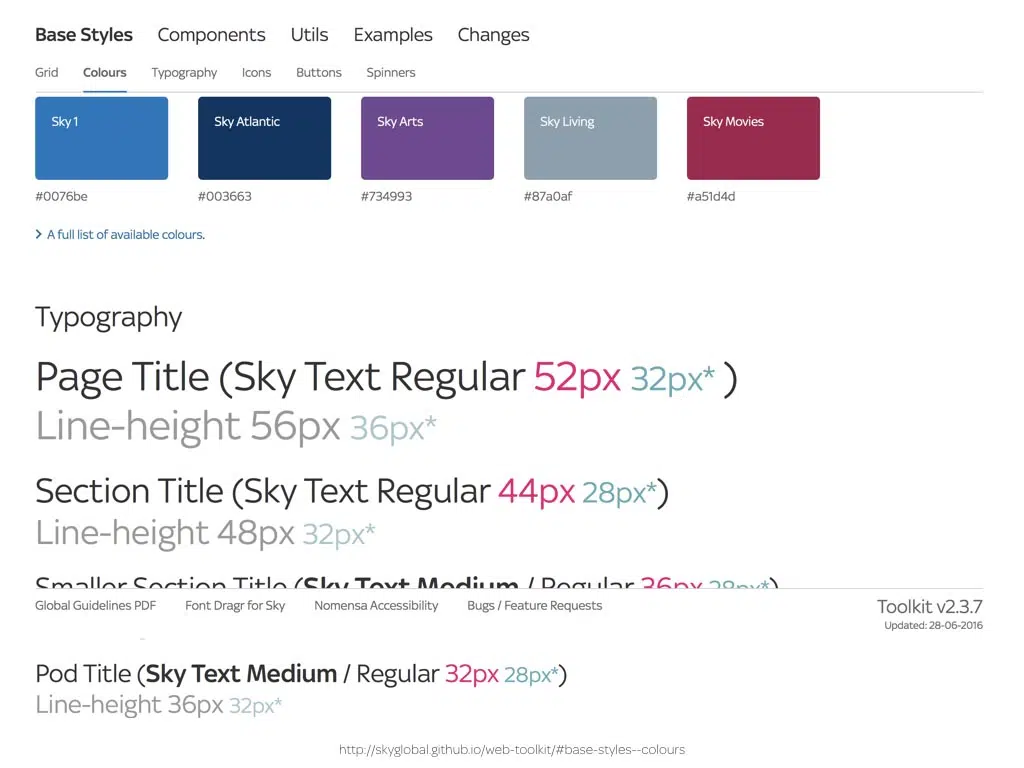 Base Styles Components Utils Examples Changes
Grid Colours Typography Icons Buttons Spinners
Sky 1 Sky Atlantic Sky Arts Sky Living Sky Movies
#0076be #003663 #734993 #87a0af #a51d4d
A full list of available colours.
Typography
Page Title (Sky Text Regular 52px 32px* )
Line-height 56px 36px*
Section Title (Sky Text Regular 44px 28px*)
Line-height 48px 32px*
Smaller Section Title (Sky Text Medium / Regular 36px 28px*)
Global Guidelines PDF Font Dragr for Sky Nomensa Accessibility Bugs / Feature Requests Toolkit v2.3.7
Updated: 28-06-2016
Pod Title (Sky Text Medium / Regular 32px 28px*)
Line-height 36px 32px*
http://skyglobal.github.io/web-toolkit/#base-styles--colours